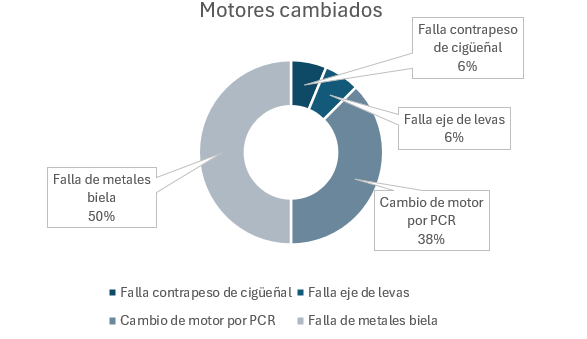 Motores cambiados
Falla contrapeso
de cigüeñal
6%
Falla eje de levas
6%
Falla de metales
biela
50%
Cambio de motor
por PCR
38%
Falla contrapeso de cigüeñal
Falla eje de levas
Cambio de motor por PCR
Falla de metales biela